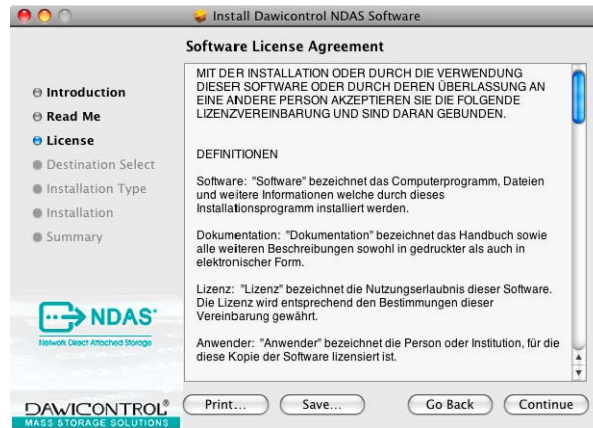 Install Dawicontrol NDAS Software
Software License Agreement
Introduction
Read Me
License
Destination Select
Installation Type
Installation
Summary
MIT DER INSTALLATION ODER DURCH DIE VERWENDUNG
DIESER SOFTWARE ODER DURCH DEREN ÜBERLASSUNG AN
EINE ANDERE PERSON AKZEPTIEREN SIE DIE FOLGENDE
LIZENZVEREINBARUNG UND SIND DARAN GEBUNDEN.
DEFINITIONEN
Software: "Software" bezeichnet das Computerprogramm, Dateien
und weitere Informationen welche durch dieses
Installationsprogramm installiert werden.
Dokumentation: "Dokumentation" bezeichnet das Handbuch sowie
alle weiteren Beschreibungen sowohl in gedruckter als auch in
elektronischer Form.
Lizenz: "Lizenz" bezeichnet die Nutzungserlaubnis dieser Software.
Die Lizenz wird entsprechend den Bestimmungen dieser
Vereinbarung gewährt.
Anwender: "Anwender" bezeichnet die Person oder Institution, für die
diese Kopie der Software lizensiert ist.
NDAS
Network Direct Attached Storage
DAWICONTROL®
MASS STORAGE SOLUTIONS
Print...
Save...
Go Back
Continue